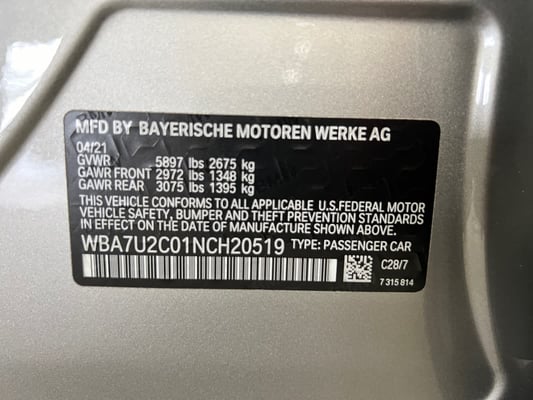 MFD BY BAYERISCHE MOTOREN WERKE AG
04/21
GVWR 5897 lbs 2675 kg
GAWR FRONT 2972 lbs 1348 kg
GAWR REAR 3075 lbs 1395 kg
THIS VEHICLE CONFORMS TO ALL APPLICABLE U.S.FEDERAL MOTOR
VEHICLE SAFETY, BUMPER AND THEFT PREVENTION STANDARDS
IN EFFECT ON THE DATE OF MANUFACTURE SHOWN ABOVE.
WBA7U2C01NCH20519 TYPE: PASSENGER CAR
C28/7
7 315 814